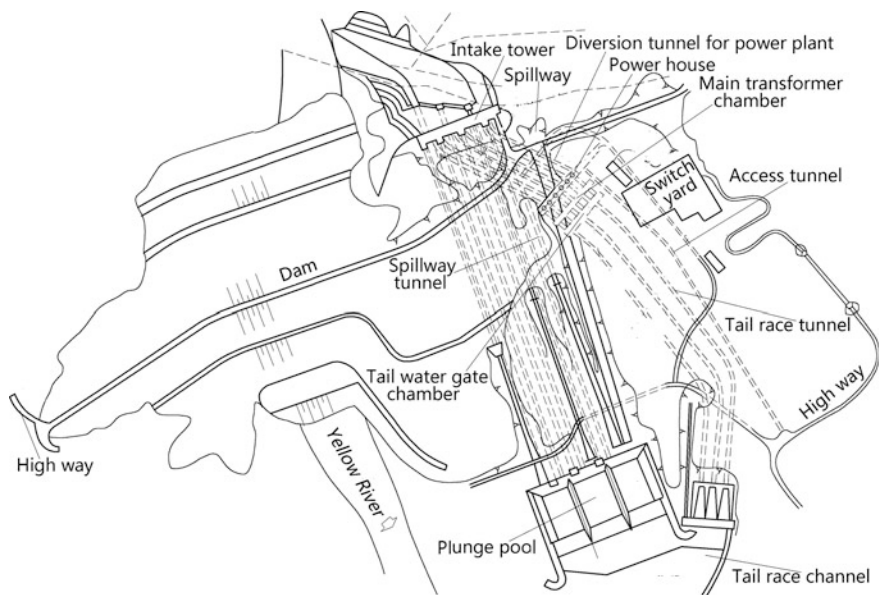 Intake tower
Spillway
Diversion tunnel for power plant
Power house
Main transformer
chamber
Switch
yard
Access tunnel
Dam
Spillway
tunnel
Tail race tunnel
Tail water gate
chamber
High way
High way
Yellow River
Plunge pool
Tail race channel